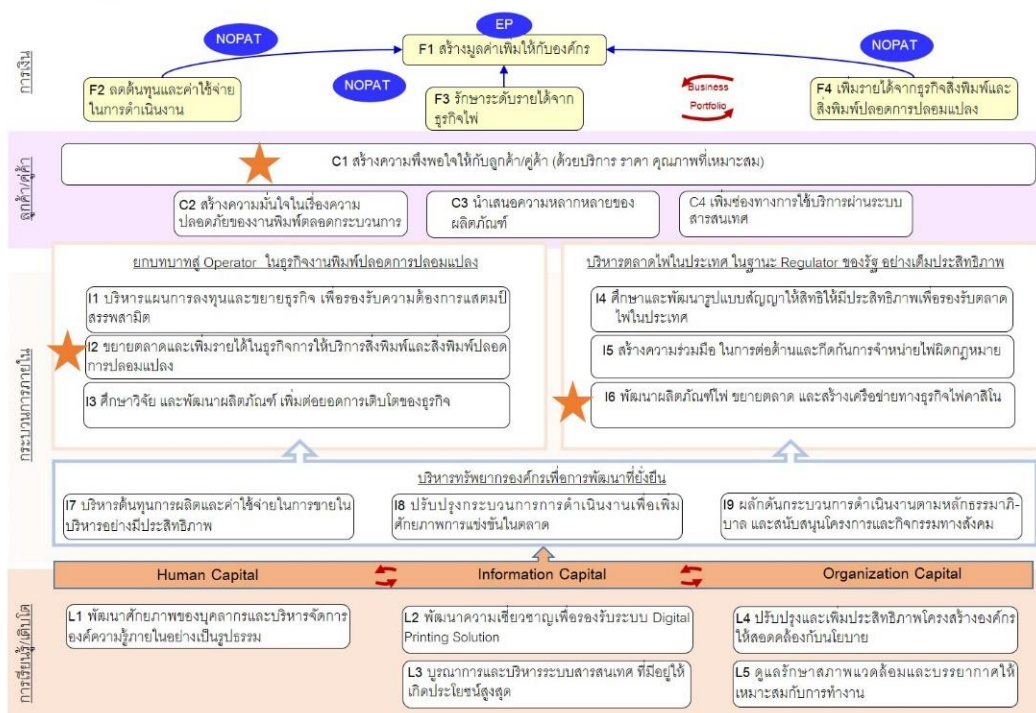 EP
NOPAT
F1 สร้างมูลค่าเพิ่มให้กับองค์กร
NOPAT
การเงิน
F2 ลดต้นทุนและค่าใช้จ่าย
ในการดำเนินงาน
NOPAT
F3 รักษาระดับรายได้จาก
ธุรกิจไพ่
Business
Portfolio
F4 เพิ่มรายได้จากธุรกิจสิ่งพิมพ์และ
สิ่งพิมพ์ปลอดการปลอมแปลง
ลูกค้า/คู่ค้า
C1 สร้างความพึงพอใจให้กับลูกค้า/คู่ค้า (ด้วยบริการ ราคา คุณภาพที่เหมาะสม)
C2 สร้างความมั่นใจในเรื่องความ
ปลอดภัยของงานพิมพ์ตลอดกระบวนการ
C3 นำเสนอความหลากหลายของ
ผลิตภัณฑ์
C4 เพิ่มช่องทางการใช้บริการผ่านระบบ
สารสนเทศ
กระบวนการภายใน
ยกบทบาทสู่ Operator ในธุรกิจงานพิมพ์ปลอดการปลอมแปลง
I1 บริหารแผนการลงทุนและขยายธุรกิจ เพื่อรองรับความต้องการแสตมป์
สรรพสามิต
I2 ขยายตลาดและเพิ่มรายได้ในธุรกิจการให้บริการสิ่งพิมพ์และสิ่งพิมพ์ปลอด
การปลอมแปลง
I3 ศึกษาวิจัย และพัฒนาผลิตภัณฑ์ เพิ่มต่อยอดการเติบโตของธุรกิจ
บริหารตลาดไพ่ในประเทศ ในฐานะ Regulator ของรัฐ อย่างเต็มประสิทธิภาพ
I4 ศึกษาและพัฒนารูปแบบสัญญาให้สิทธิให้มีประสิทธิภาพเพื่อรองรับตลาด
ไพ่ในประเทศ
I5 สร้างความร่วมมือ ในการต่อต้านและกีดกันการจำหน่ายไพ่ผิดกฎหมาย
I6 พัฒนาผลิตภัณฑ์ไพ่ ขยายตลาด และสร้างเครือข่ายทางธุรกิจไพ่คาสิโน
บริหารทรัพยากรองค์กรเพื่อการพัฒนาที่ยั่งยืน
I7 บริหารต้นทุนการผลิตและค่าใช้จ่ายในการขายใน
บริหารอย่างมีประสิทธิภาพ
I8 ปรับปรุงกระบวนการการดำเนินงานเพื่อเพิ่ม
ศักยภาพการแข่งขันในตลาด
I9 ผลักดันกระบวนการดำเนินงานตามหลักธรรมาภิ-
บาล และสนับสนุนโครงการและกิจกรรมทางสังคม
Human Capital
Information Capital
Organization Capital
การเรียนรู้/เติบโต
L1 พัฒนาศักยภาพของบุคลากรและบริหารจัดการ
องค์ความรู้ภายในอย่างเป็นรูปธรรม
L2 พัฒนาความเชี่ยวชาญเพื่อรองรับระบบ Digital
Printing Solution
L3 บูรณาการและบริหารระบบสารสนเทศ ที่มีอยู่ให้
เกิดประโยชน์สูงสุด
L4 ปรับปรุงและเพิ่มประสิทธิภาพโครงสร้างองค์กร
ให้สอดคล้องกับนโยบาย
L5 ดูแลรักษาสภาพแวดล้อมและบรรยากาศให้
เหมาะสมกับการทำงาน